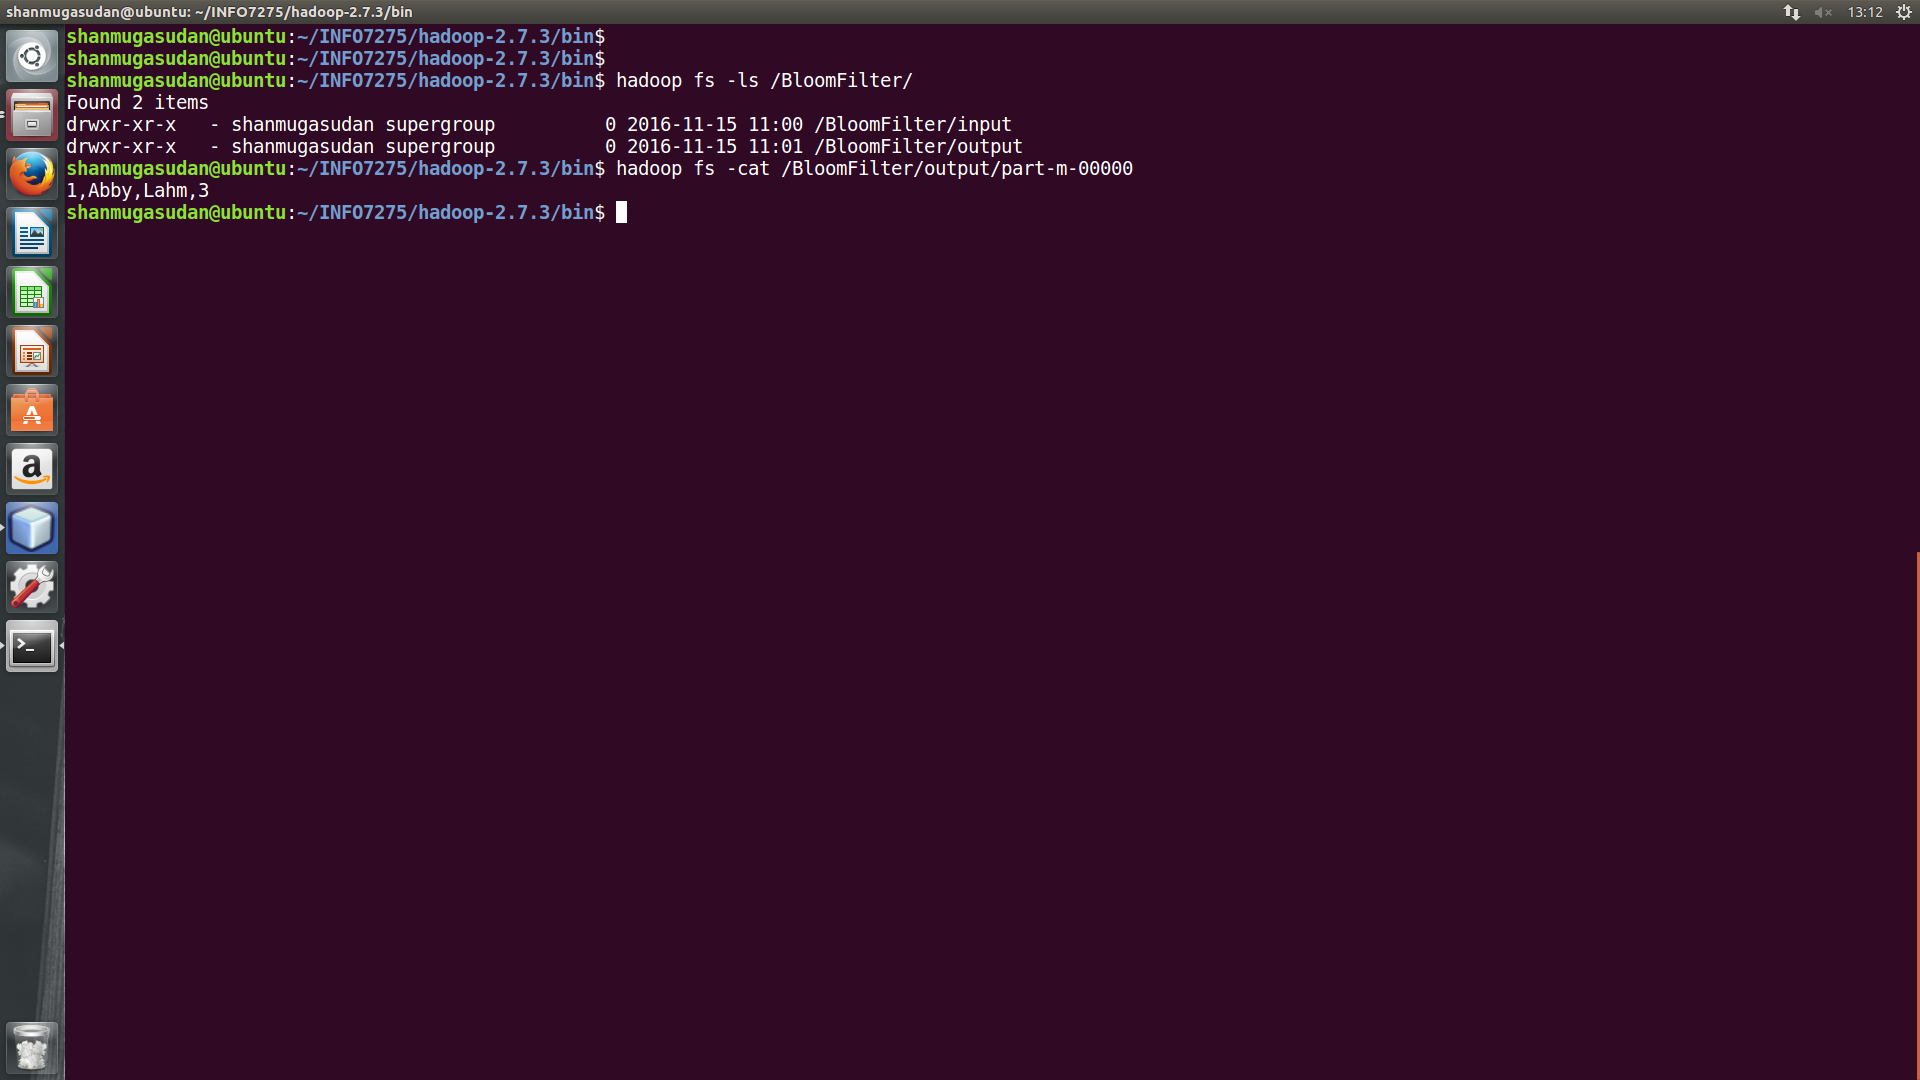 shanmugasudan@ubuntu: ~/INFO7275/hadoop-2.7.3/bin
13:12
shanmugasudan@ubuntu:~/INFO7275/hadoop-2.7.3/bin$
shanmugasudan@ubuntu:~/INFO7275/hadoop-2.7.3/bin$
shanmugasudan@ubuntu:~/INFO7275/hadoop-2.7.3/bin$ hadoop fs -ls /BloomFilter/
Found 2 items
drwxr-xr-x   - shanmugasudan supergroup          0 2016-11-15 11:00 /BloomFilter/input
drwxr-xr-x   - shanmugasudan supergroup          0 2016-11-15 11:01 /BloomFilter/output
shanmugasudan@ubuntu:~/INFO7275/hadoop-2.7.3/bin$ hadoop fs -cat /BloomFilter/output/part-m-00000
1,Abby,Lahm,3
shanmugasudan@ubuntu:~/INFO7275/hadoop-2.7.3/bin$